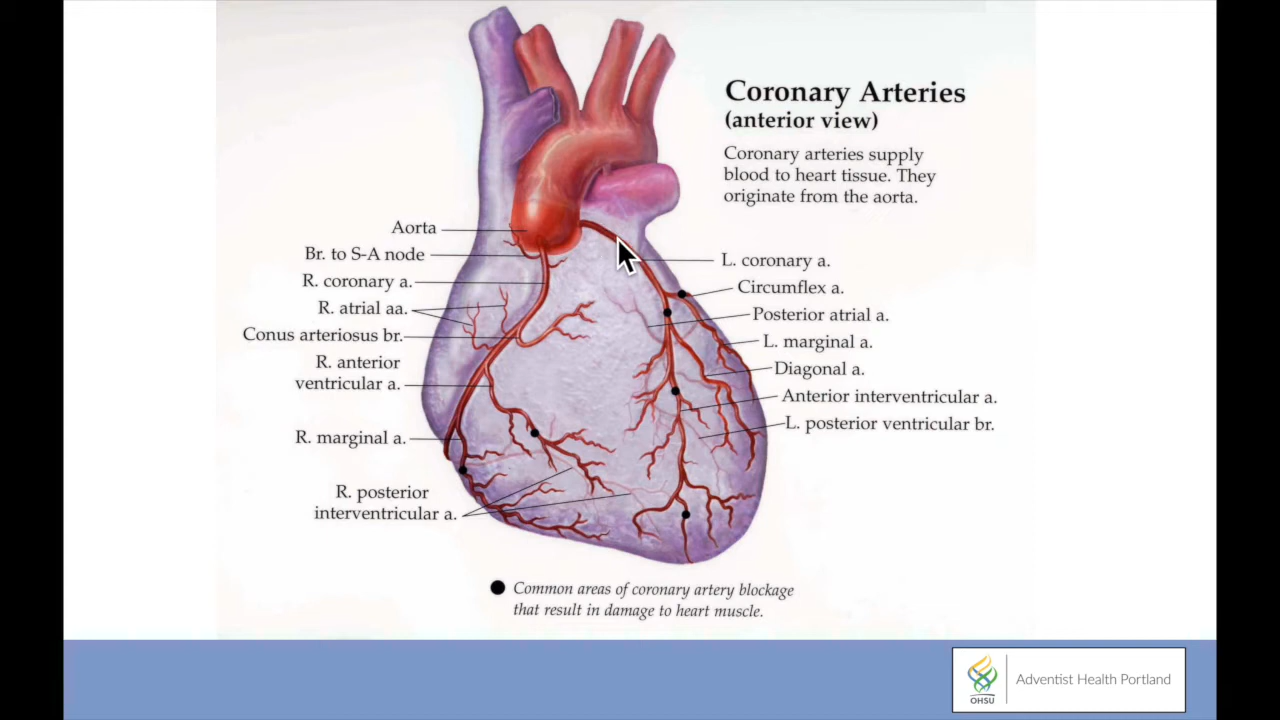 Coronary Arteries
(anterior view)
Coronary arteries supply
blood to heart tissue. They
originate from the aorta.
Aorta
Br. to S-A node
R. coronary a.
R. atrial aa.
Conus arteriosus br.
R. anterior
ventricular a.
R. marginal a.
R. posterior
interventricular a.
L. coronary a.
Circumflex a.
Posterior atrial a.
L. marginal a.
Diagonal a.
Anterior interventricular a.
L. posterior ventricular br.
Common areas of coronary artery blockage
that result in damage to heart muscle.
OHSU
Adventist Health Portland